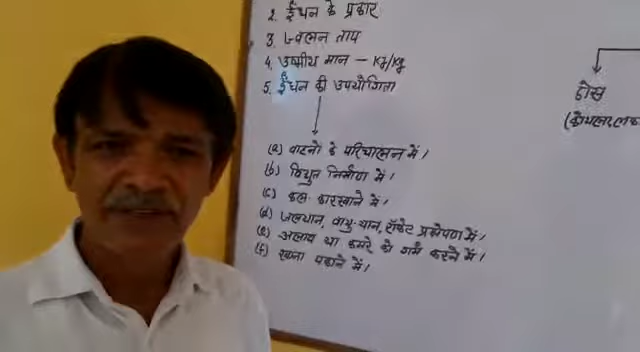 2. ईंधन के प्रकार
3. ज्वलन ताप
4. उष्मीय मान – KJ/Kg
5. ईंधन की उपयोगिता
(a) वाहनो के परिचालन में।
(b) विद्युत निर्माण में।
(c) कल कारखाने में।
(d) जलयान, वायु-यान, रॉकेट प्रक्षेपण में।
(e) अलाव या कमरे को गर्म करने में।
(f) खाना पकाने में।
ठोस